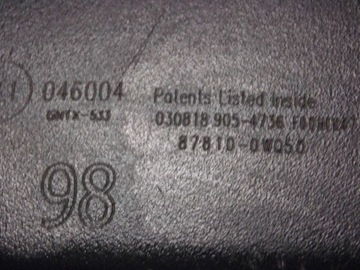 046004 Patents Listed Inside
GNTX-533 030818 905-4736
87810-0W050
98